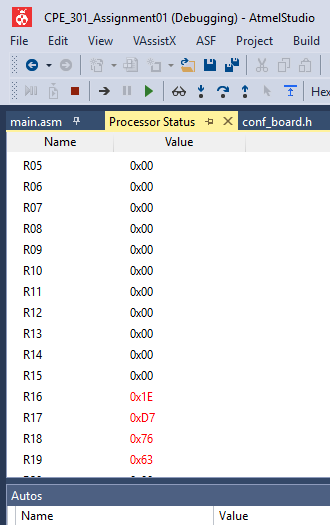 CPE_301_Assignment01 (Debugging) - AtmelStudio
File Edit View VAssistX ASF Project Build
Hex
main.asm Processor Status conf_board.h
Name Value
R05 0x00
R06 0x00
R07 0x00
R08 0x00
R09 0x00
R10 0x00
R11 0x00
R12 0x00
R13 0x00
R14 0x00
R15 0x00
R16 0x1E
R17 0xD7
R18 0x76
R19 0x63
Autos
Name Value